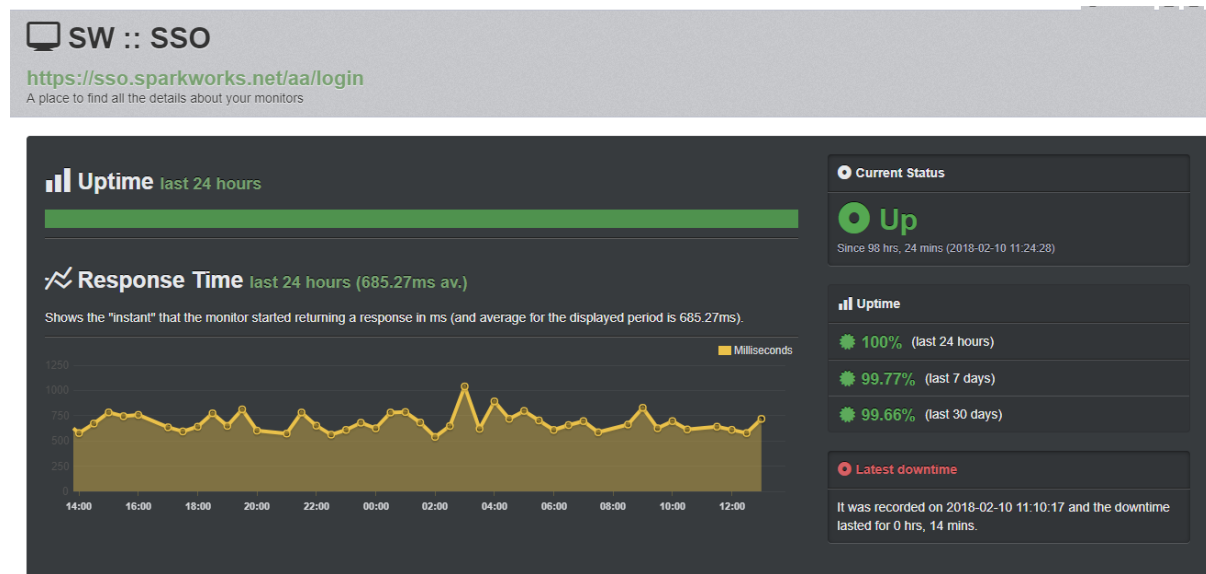 SW :: SSO
https://sso.sparkworks.net/aa/login
A place to find all the details about your monitors
Uptime last 24 hours
Response Time last 24 hours (685.27ms av.)
Shows the "instant" that the monitor started returning a response in ms (and average for the displayed period is 685.27ms).
Milliseconds
1250
1000
750
500
250
0
14:00 16:00 18:00 20:00 22:00 00:00 02:00 04:00 06:00 08:00 10:00 12:00
Current Status
Up
Since 98 hrs, 24 mins (2018-02-10 11:24:28)
Uptime
100% (last 24 hours)
99.77% (last 7 days)
99.66% (last 30 days)
Latest downtime
It was recorded on 2018-02-10 11:10:17 and the downtime
lasted for 0 hrs, 14 mins.